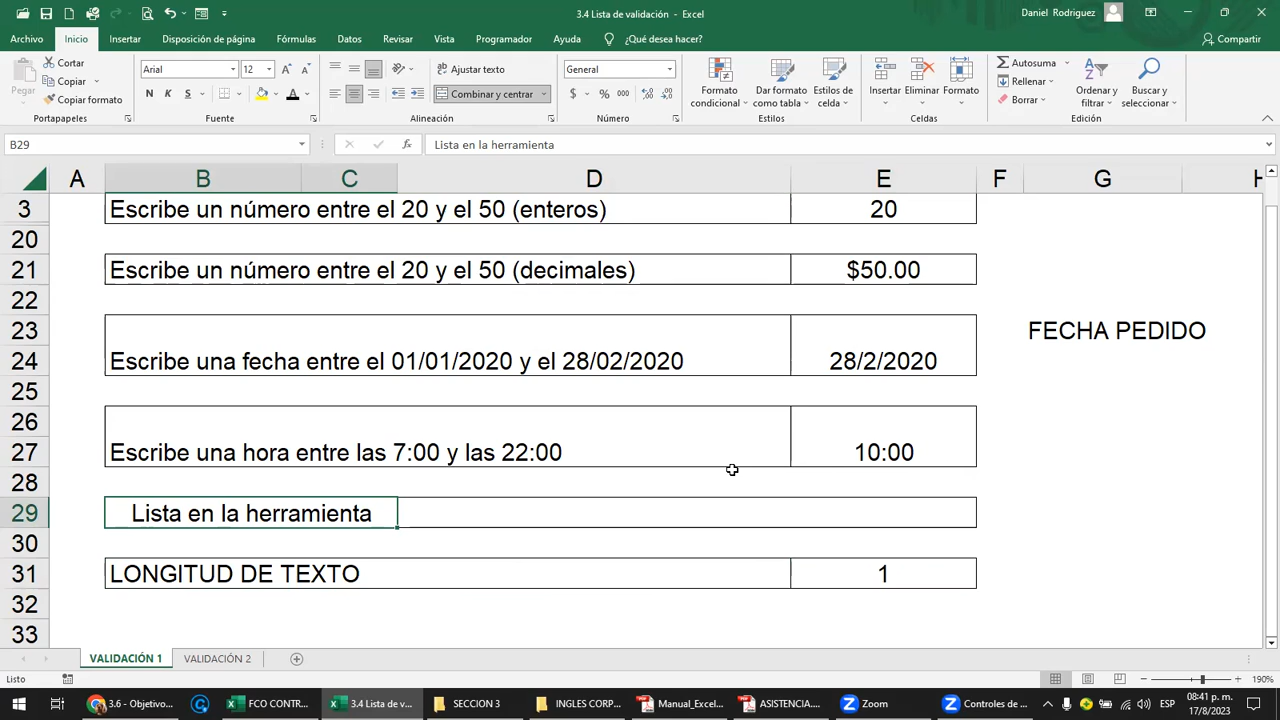 3.4 Lista de validación - Excel
Daniel Rodriguez
Archivo Inicio Insertar Disposición de página Fórmulas Datos Revisar Vista Programador Ayuda ¿Qué desea hacer? Compartir
Pegar
Cortar
Copiar
Copiar formato
Portapapeles
Arial 12
N K S
Fuente
Ajustar texto
Combinar y centrar
Alineación
General
$ % 000
Número
Formato condicional
Dar formato como tabla
Estilos de celda
Estilos
Insertar Eliminar Formato
Celdas
Autosuma
Rellenar
Borrar
Ordenar y filtrar
Buscar y seleccionar
Edición
B29 fx Lista en la herramienta
A B C D E F G H
3 Escribe un número entre el 20 y el 50 (enteros) 20
20
21 Escribe un número entre el 20 y el 50 (decimales) $50.00
22
23 FECHA PEDIDO
24 Escribe una fecha entre el 01/01/2020 y el 28/02/2020 28/2/2020
25
26
27 Escribe una hora entre las 7:00 y las 22:00 10:00
28
29 Lista en la herramienta
30
31 LONGITUD DE TEXTO 1
32
33
VALIDACIÓN 1 VALIDACIÓN 2
Listo 190%
3.6 - Objetivo... FCO CONTR... 3.4 Lista de v... SECCION 3 INGLES CORP... Manual_Excel... ASISTENCIA.... Zoom Controles de ... ESP 08:41 p. m.
17/8/2023